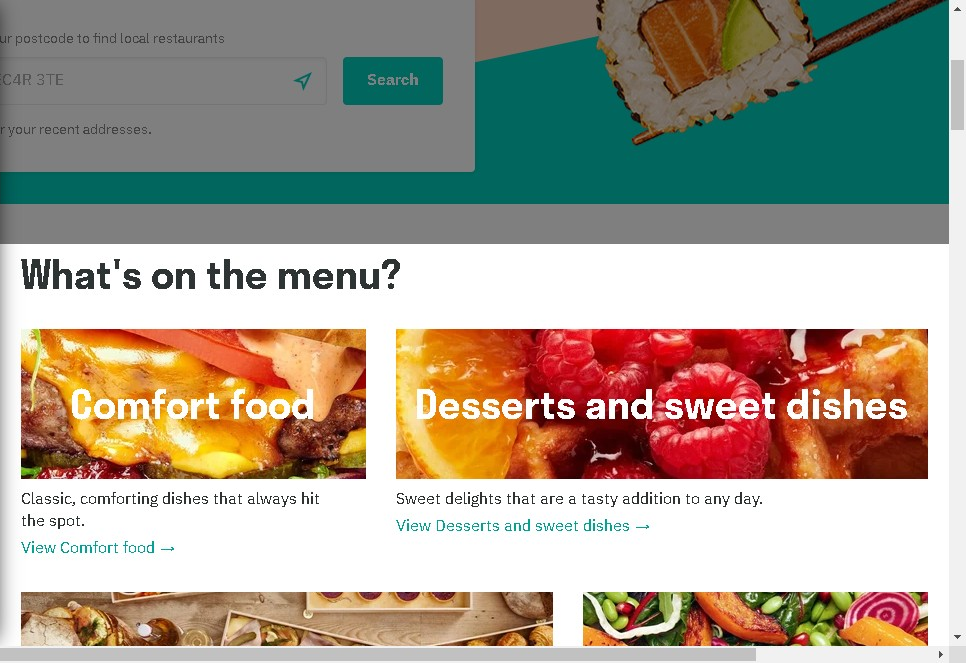 ur postcode to find local restaurants
EC4R 3TE
Search
r your recent addresses.
What's on the menu?
Comfort food
Desserts and sweet dishes
Classic, comforting dishes that always hit
the spot.
Sweet delights that are a tasty addition to any day.
View Desserts and sweet dishes →
View Comfort food →